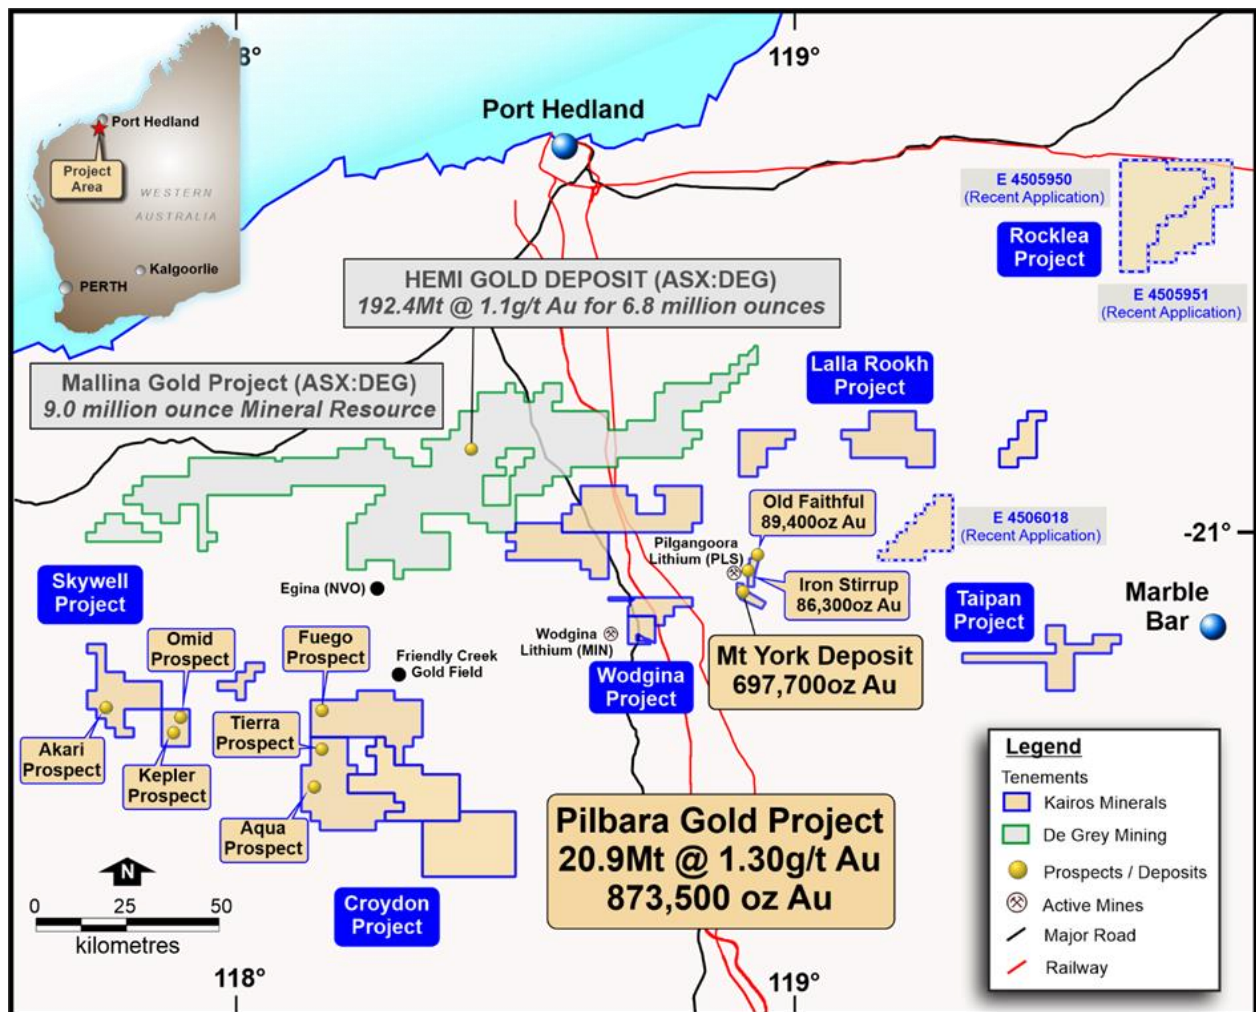 8°
119°
Port Hedland
Port Hedland
Project
Area
WESTERN
AUSTRALIA
Kalgoorlie
PERTH
E 4505950
(Recent Application)
Rocklea
Project
E 4505951
(Recent Application)
HEMI GOLD DEPOSIT (ASX:DEG)
192.4Mt @ 1.1g/t Au for 6.8 million ounces
Mallina Gold Project (ASX:DEG)
9.0 million ounce Mineral Resource
Lalla Rookh
Project
Old Faithful
89,400oz Au
E 4506018
(Recent Application)
-21°
Pilgangoora
Lithium (PLS)
Iron Stirrup
86,300oz Au
Skywell
Project
Egina (NVO)
Taipan
Project
Marble
Bar
Omid
Prospect
Fuego
Prospect
Wodgina
Lithium (MIN)
Friendly Creek
Gold Field
Wodgina
Project
Mt York Deposit
697,700oz Au
Tierra
Prospect
Akari
Prospect
Kepler
Prospect
Aqua
Prospect
Pilbara Gold Project
20.9Mt @ 1.30g/t Au
873,500 oz Au
Croydon
Project
N
0 25 50
kilometres
118°
119°
Legend
Tenements
Kairos Minerals
De Grey Mining
Prospects / Deposits
Active Mines
Major Road
Railway